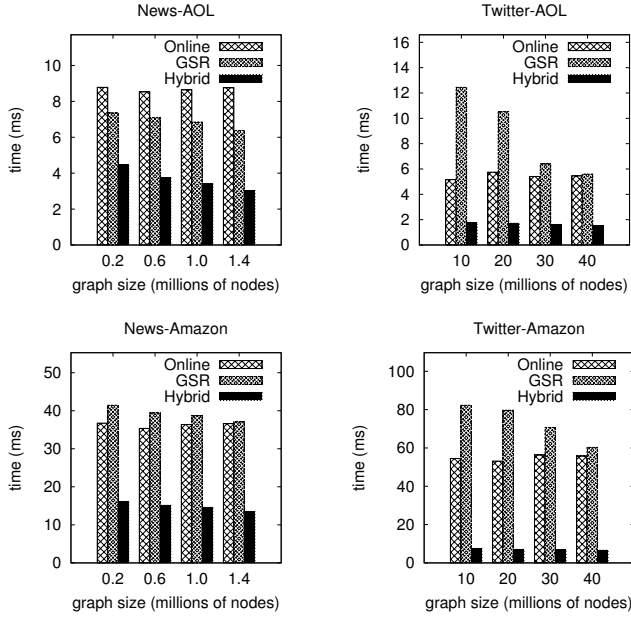 News-AOL
Online
GSR
Hybrid
10
8
6
4
2
0
time (ms)
0.2 0.6 1.0 1.4
graph size (millions of nodes)
Twitter-AOL
Online
GSR
Hybrid
16
14
12
10
8
6
4
2
0
time (ms)
10 20 30 40
graph size (millions of nodes)
News-Amazon
Online
GSR
Hybrid
50
40
30
20
10
0
time (ms)
0.2 0.6 1.0 1.4
graph size (millions of nodes)
Twitter-Amazon
Online
GSR
Hybrid
100
80
60
40
20
0
time (ms)
10 20 30 40
graph size (millions of nodes)